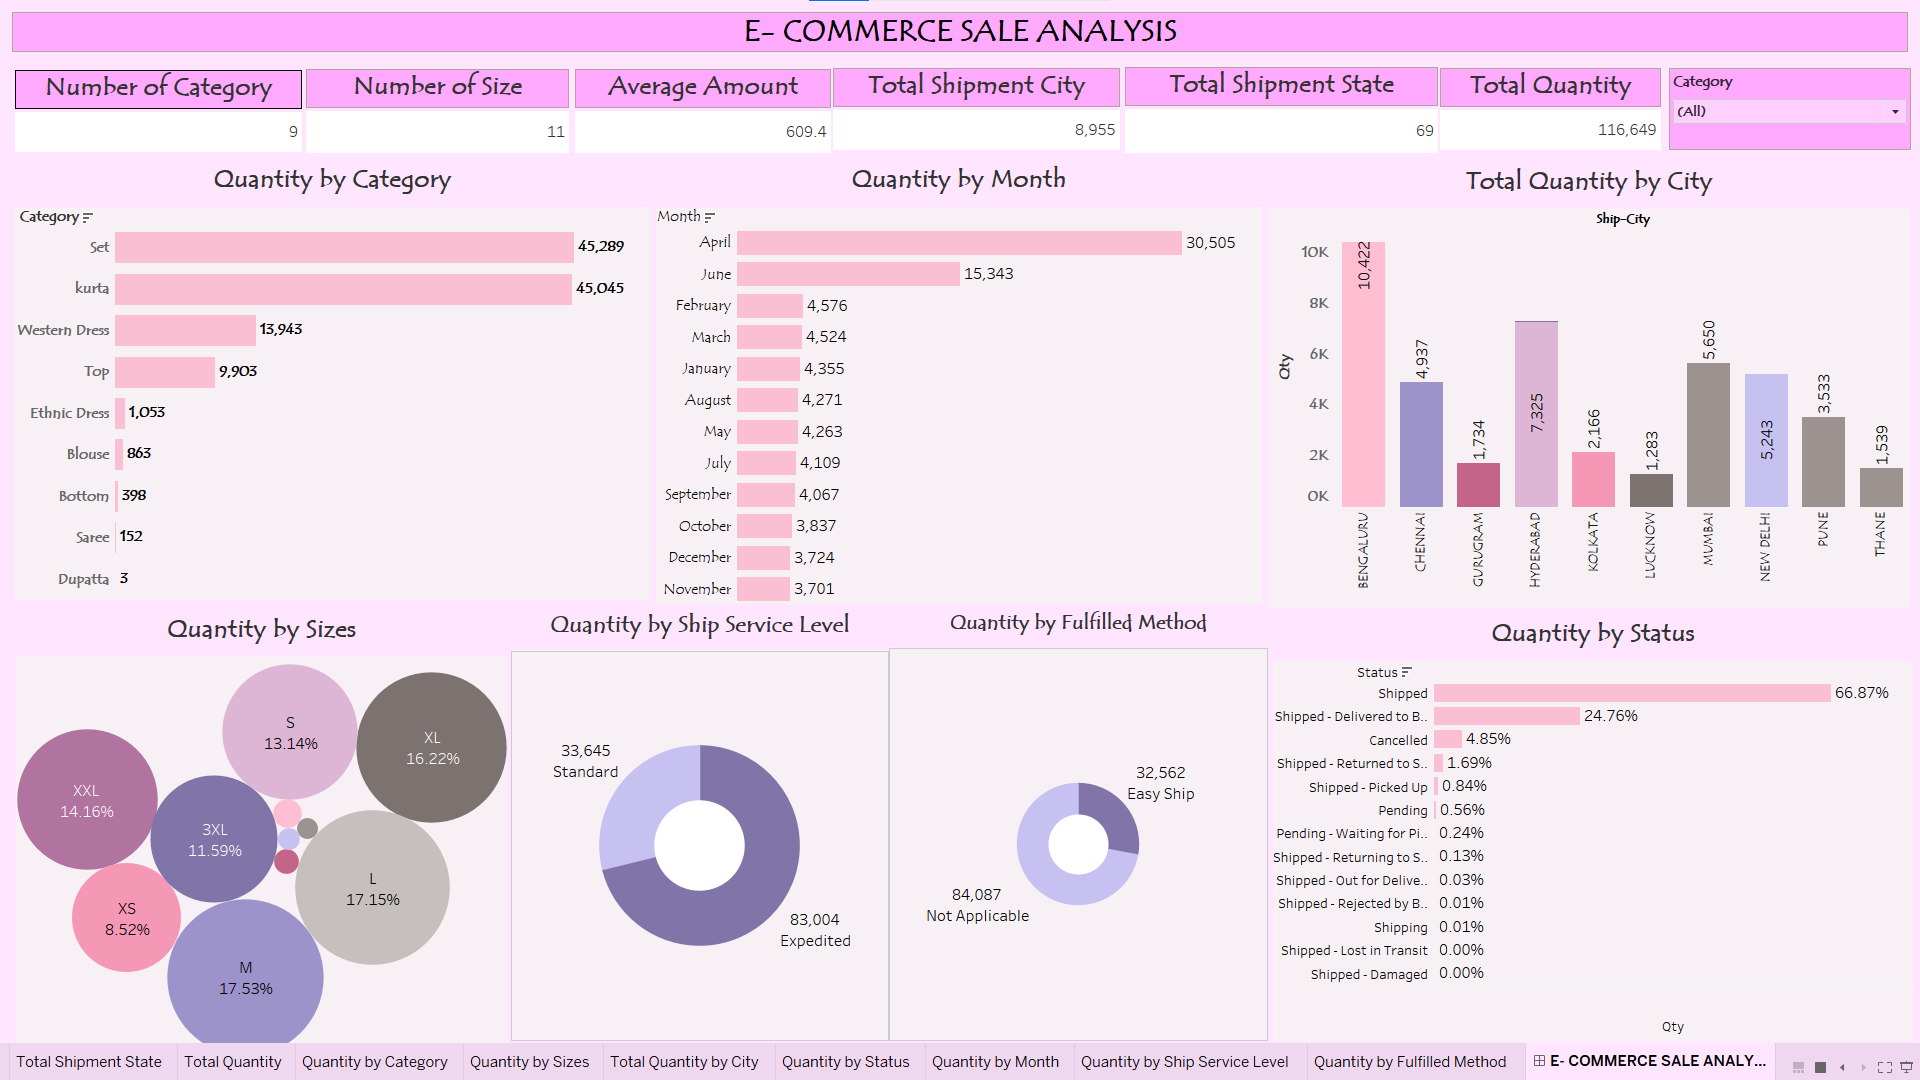 E- COMMERCE SALE ANALYSIS
Number of Category
9
Number of Size
11
Average Amount
609.4
Total Shipment City
8,955
Total Shipment State
69
Total Quantity
116,649
Category
(All)
Quantity by Category
Category
Set 45,289
kurta 45,045
Western Dress 13,943
Top 9,903
Ethnic Dress 1,053
Blouse 863
Bottom 398
Saree 152
Dupatta 3
Quantity by Month
Month
April 30,505
June 15,343
February 4,576
March 4,524
January 4,355
August 4,271
May 4,263
July 4,109
September 4,067
October 3,837
December 3,724
November 3,701
Total Quantity by City
Ship-City
Qty
10K
8K
6K
4K
2K
0K
10,422
4,937
1,734
7,325
2,166
1,283
5,650
5,243
3,533
1,539
BENGALURU
CHENNAI
GURUGRAM
HYDERABAD
KOLKATA
LUCKNOW
MUMBAI
NEW DELHI
PUNE
THANE
Quantity by Sizes
S
13.14%
XL
16.22%
XXL
14.16%
3XL
11.59%
L
17.15%
XS
8.52%
M
17.53%
Quantity by Ship Service Level
33,645
Standard
83,004
Expedited
Quantity by Fulfilled Method
32,562
Easy Ship
84,087
Not Applicable
Quantity by Status
Status
Shipped 66.87%
Shipped - Delivered to B.. 24.76%
Cancelled 4.85%
Shipped - Returned to S.. 1.69%
Shipped - Picked Up 0.84%
Pending 0.56%
Pending - Waiting for Pi.. 0.24%
Shipped - Returning to S.. 0.13%
Shipped - Out for Delive.. 0.03%
Shipped - Rejected by B.. 0.01%
Shipping 0.01%
Shipped - Lost in Transit 0.00%
Shipped - Damaged 0.00%
Qty
Total Shipment State
Total Quantity
Quantity by Category
Quantity by Sizes
Total Quantity by City
Quantity by Status
Quantity by Month
Quantity by Ship Service Level
Quantity by Fulfilled Method
E- COMMERCE SALE ANALY...